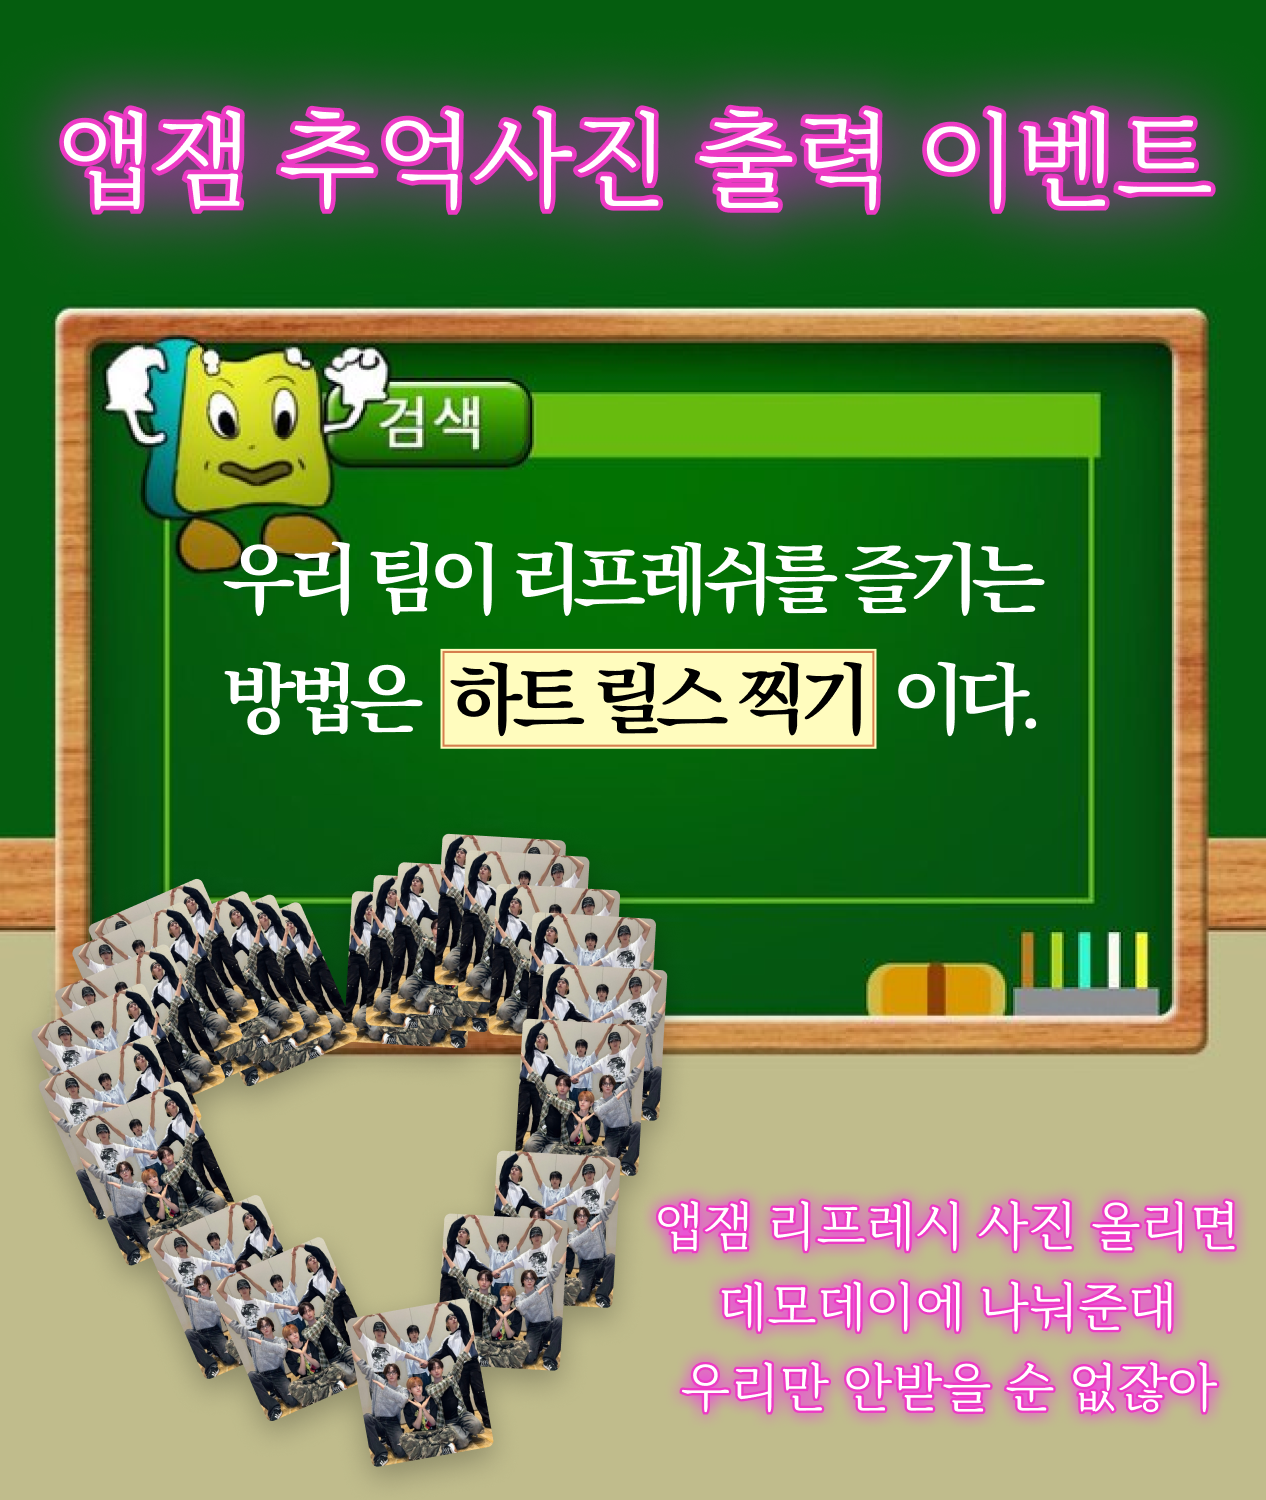 앱잼 추억사진 출력 이벤트
검색
우리 팀이 리프레쉬를 즐기는
방법은 하트 릴스 찍기 이다.
앱잼 리프레시 사진 올리면
데모데이에 나눠준대
우리만 안받을 순 없잖아